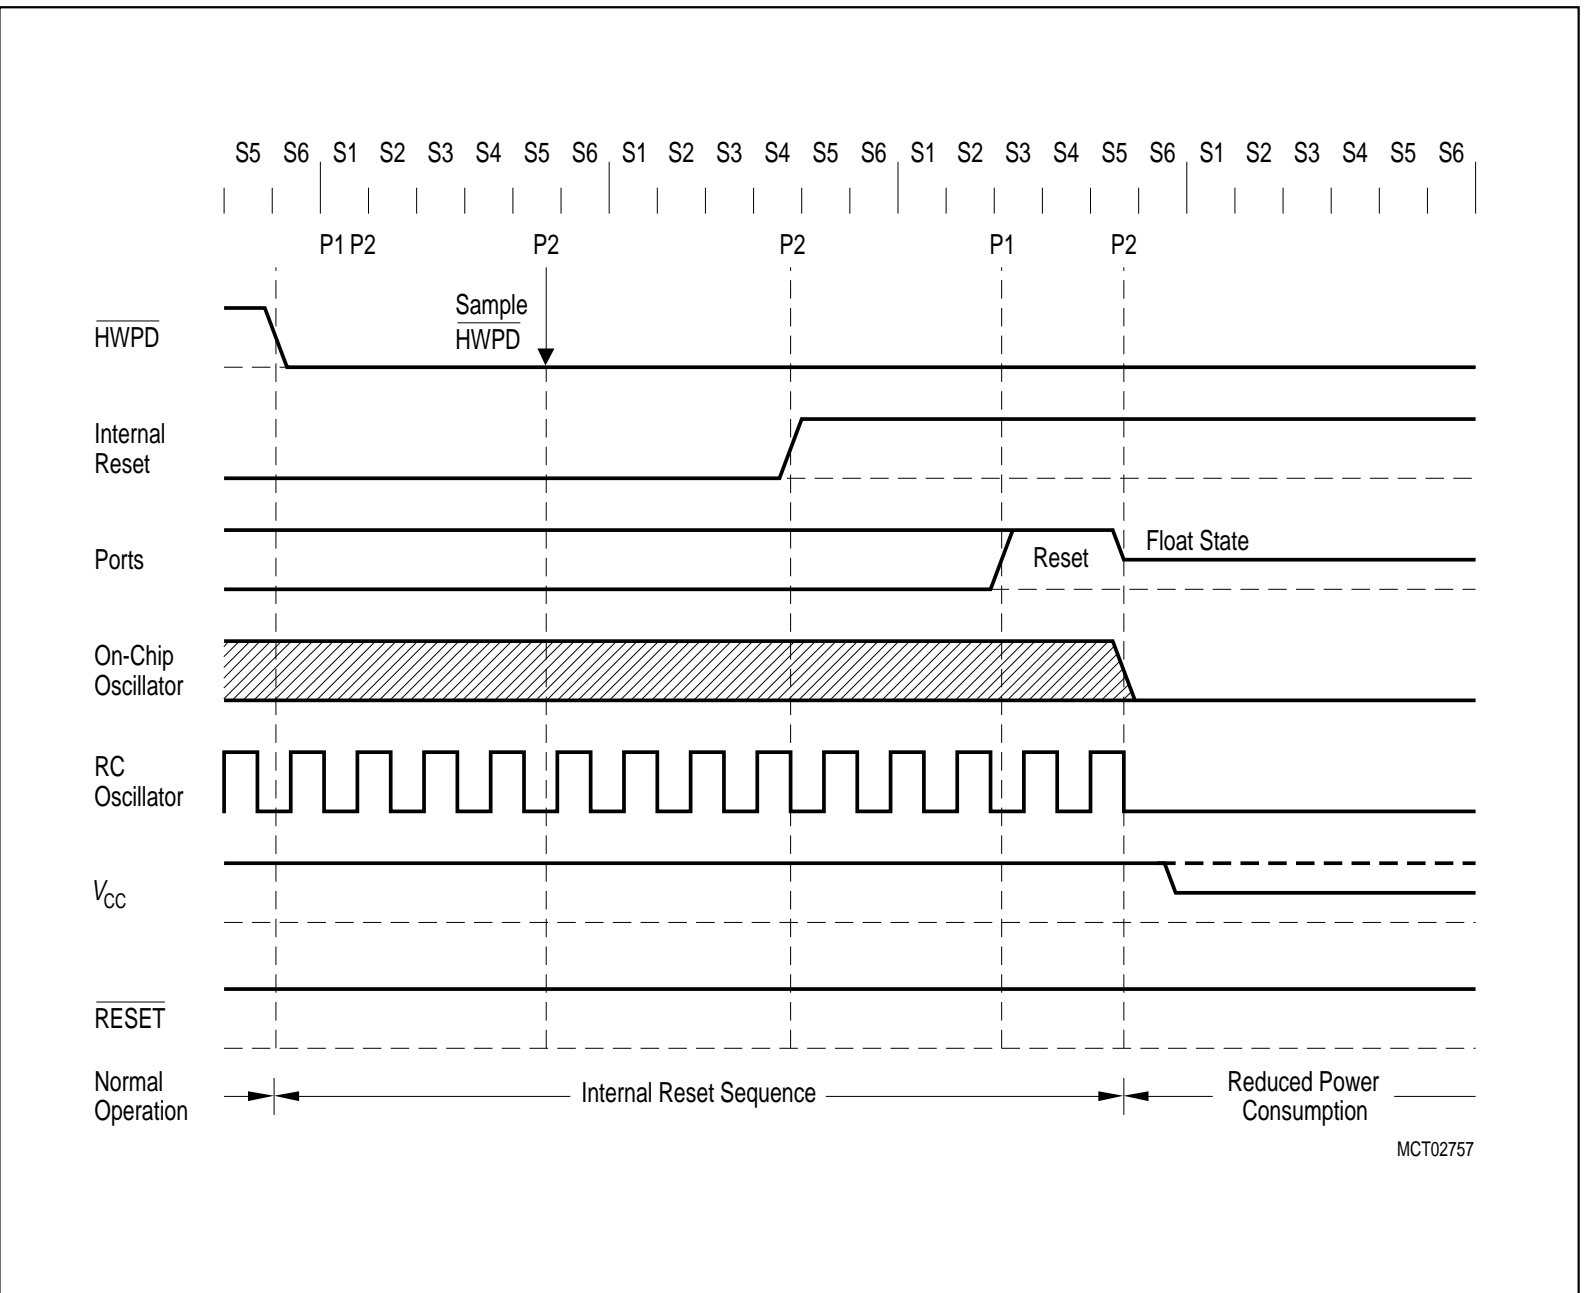 S5 S6 S1 S2 S3 S4 S5 S6 S1 S2 S3 S4 S5 S6 S1 S2 S3 S4 S5 S6 S1 S2 S3 S4 S5 S6
P1 P2 P2 P2 P1 P2
Sample
HWPD
HWPD
Internal
Reset
Ports
Reset
Float State
On-Chip
Oscillator
RC
Oscillator
VCC
RESET
Normal
Operation
Internal Reset Sequence
Reduced Power
Consumption
MCT02757